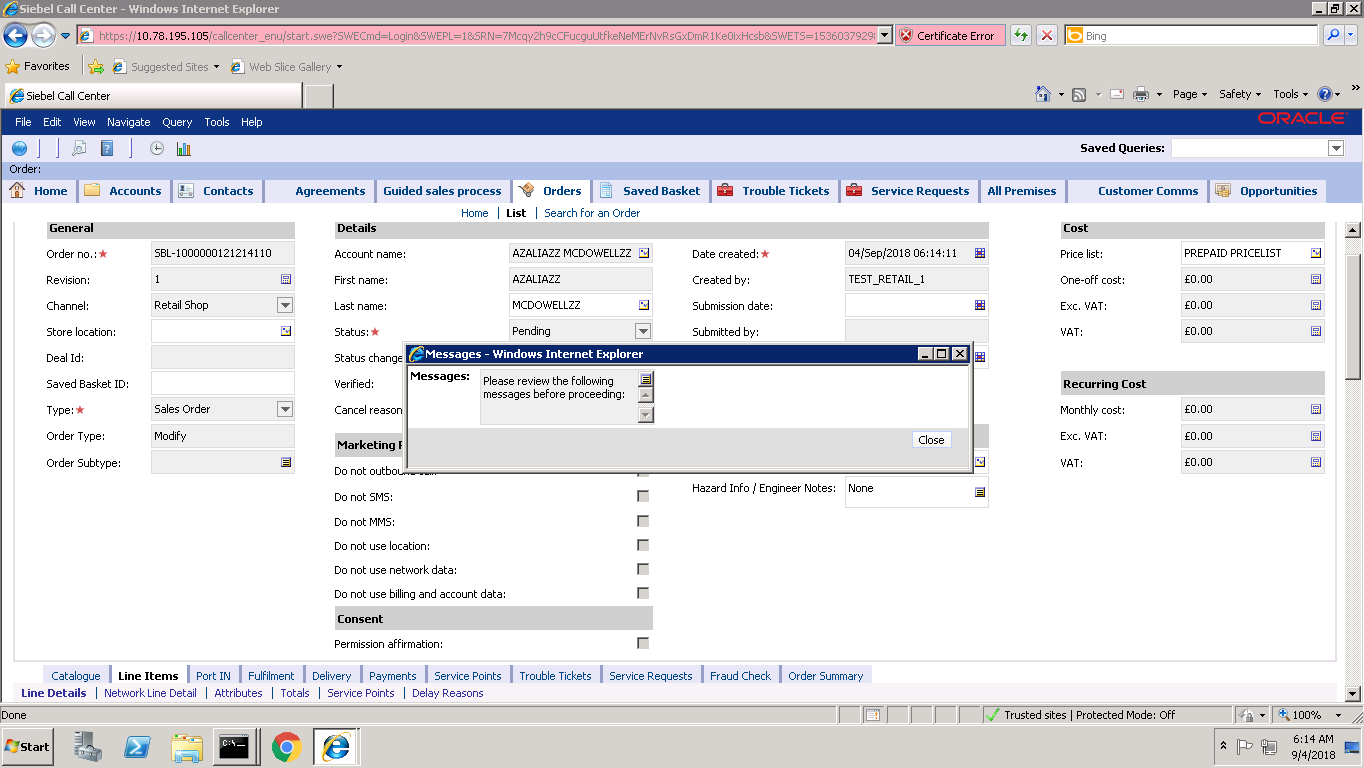 Siebel Call Center - Windows Internet Explorer
https://10.78.195.105/callcenter_enu/start.swe?SWECmd=Login&SWEPL=1&SRN=7Mcqy2h9cCFucguUtfkeNeMErNvRsGxDmR1Ke0ixHcsb&SWETS=1536037929
Certificate Error
Bing
Favorites
Suggested Sites
Web Slice Gallery
Siebel Call Center
Page
Safety
Tools
File Edit View Navigate Query Tools Help
ORACLE
Saved Queries:
Order:
Home Accounts Contacts Agreements Guided sales process Orders Saved Basket Trouble Tickets Service Requests All Premises Customer Comms Opportunities
Home | List | Search for an Order
General
Order no.:★ SBL-1000000121214110
Revision: 1
Channel: Retail Shop
Store location:
Deal Id:
Saved Basket ID:
Type:★ Sales Order
Order Type: Modify
Order Subtype:
Details
Account name: AZALIAZZ MCDOWELLZZ
First name: AZALIAZZ
Last name: MCDOWELLZZ
Status:★ Pending
Status change
Verified:
Cancel reason
Date created:★ 04/Sep/2018 06:14:11
Created by: TEST_RETAIL_1
Submission date:
Submitted by:
Cost
Price list: PREPAID PRICELIST
One-off cost: £0.00
Exc. VAT: £0.00
VAT: £0.00
Recurring Cost
Monthly cost: £0.00
Exc. VAT: £0.00
VAT: £0.00
Messages - Windows Internet Explorer
Messages:
Please review the following
messages before proceeding:
Close
Marketing
Do not outbound
Do not SMS:
Do not MMS:
Do not use location:
Do not use network data:
Do not use billing and account data:
Hazard Info / Engineer Notes: None
Consent
Permission affirmation:
Catalogue Line Items Port IN Fulfilment Delivery Payments Service Points Trouble Tickets Service Requests Fraud Check Order Summary
Line Details | Network Line Detail | Attributes | Totals | Service Points | Delay Reasons
Done
Trusted sites | Protected Mode: Off
100%
Start
6:14 AM
9/4/2018